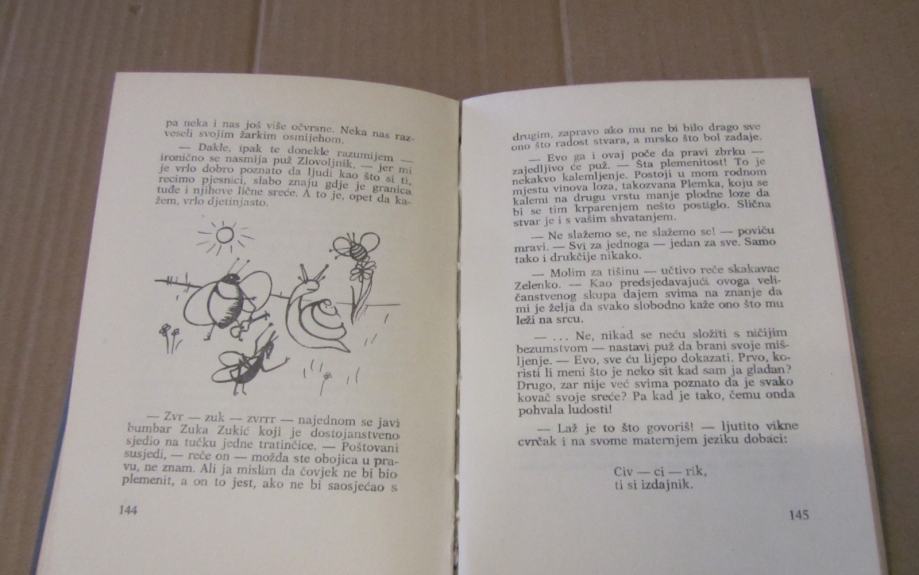 pa neka i nas još više očvrsne. Neka nas raz-
veseli svojim žarkim osmijehom.
— Dakle, ipak te donekle razumijem —
ironično se nasmija puž Zlovoljnik, — jer mi
je vrlo dobro poznato da ljudi kao što si ti,
recimo pjesnici, slabo znaju gdje je granica
tuđe i njihove lične sreće. A to je, opet da ka-
žem, vrlo djetinjasto.
— Zvr — zuk — zvrrr — najednom se javi
bumbar Zuka Zukić koji je dostojanstveno
sjedio na tučku jedne tratinčice. — Poštovani
susjedi, — reče on — možda ste obojica u pra-
vu, ne znam. Ali ja mislim da čovjek ne bi bio
plemenit, a on to jest, ako ne bi saosjećao s
144
drugim, zapravo ako mu ne bi bilo drago sve
ono što radost stvara, a mrsko što bol zadaje.
— Evo ga i ovaj poče da pravi zbrku —
zajedljivo će puž. — Šta plemenitost! To je
nekakvo kalemljenje. Postoji u mom rodnom
mjestu vinova loza, takozvana Plemka, koju se
kalemi na drugu vrstu manje plodne loze da
bi se tim krparenjem nešto postiglo. Slična
stvar je i s vašim shvatanjem.
— Ne slažemo se, ne slažemo se! — poviču
mravi. — Svi za jednoga — jedan za sve. Samo
tako i drukčije nikako.
— Molim za tišinu — učtivo reče skakavac
Zelenko. — Kao predsjedavajući ovoga veli-
čanstvenog skupa dajem svima na znanje da
mi je želja da svako slobodno kaže ono što mu
leži na srcu.
— ... Ne, nikad se neću složiti s ničijim
bezumstvom — nastavi puž da brani svoje miš-
ljenje. — Evo, sve ću lijepo dokazati. Prvo, ko-
risti li meni što je neko sit kad sam ja gladan?
Drugo, zar nije već svima poznato da je svako
kovač svoje sreće? Pa kad je tako, čemu onda
pohvala ludosti!
— Laž je to što govoriš! — ljutito vikne
cvrčak i na svome maternjem jeziku dobaci:
Civ — ci — rik,
ti si izdajnik.
145